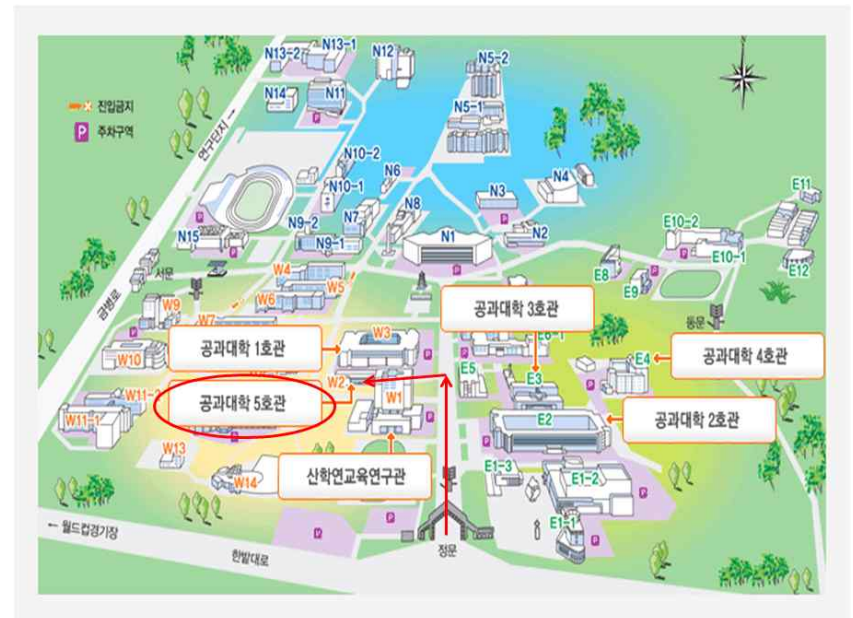 N13-2
N13-1
N12
N5-2
진입금지
P 주차구역
N14
N11
P
N5-1
연구단지 →
N10-2
N10-1
N6
N3
N4
E11
N9-2
N7
N8
P
E10-2
N15
P
N9-1
N1
N2
E10-1
E12
서문
W4
P
E8
E9
금병로
W5
W6
W9
W7
공과대학 3호관
동문
공과대학 1호관
W3
P
E6-1
공과대학 4호관
W10
E4
W2
E5
E3
P
공과대학 5호관
W1
P
E2
공과대학 2호관
W11-2
W11-1
P
P
W13
산학연교육연구관
E1-3
E1-2
P
W14
E1-1
P
P
P
← 월드컵경기장
한밭대로
정문